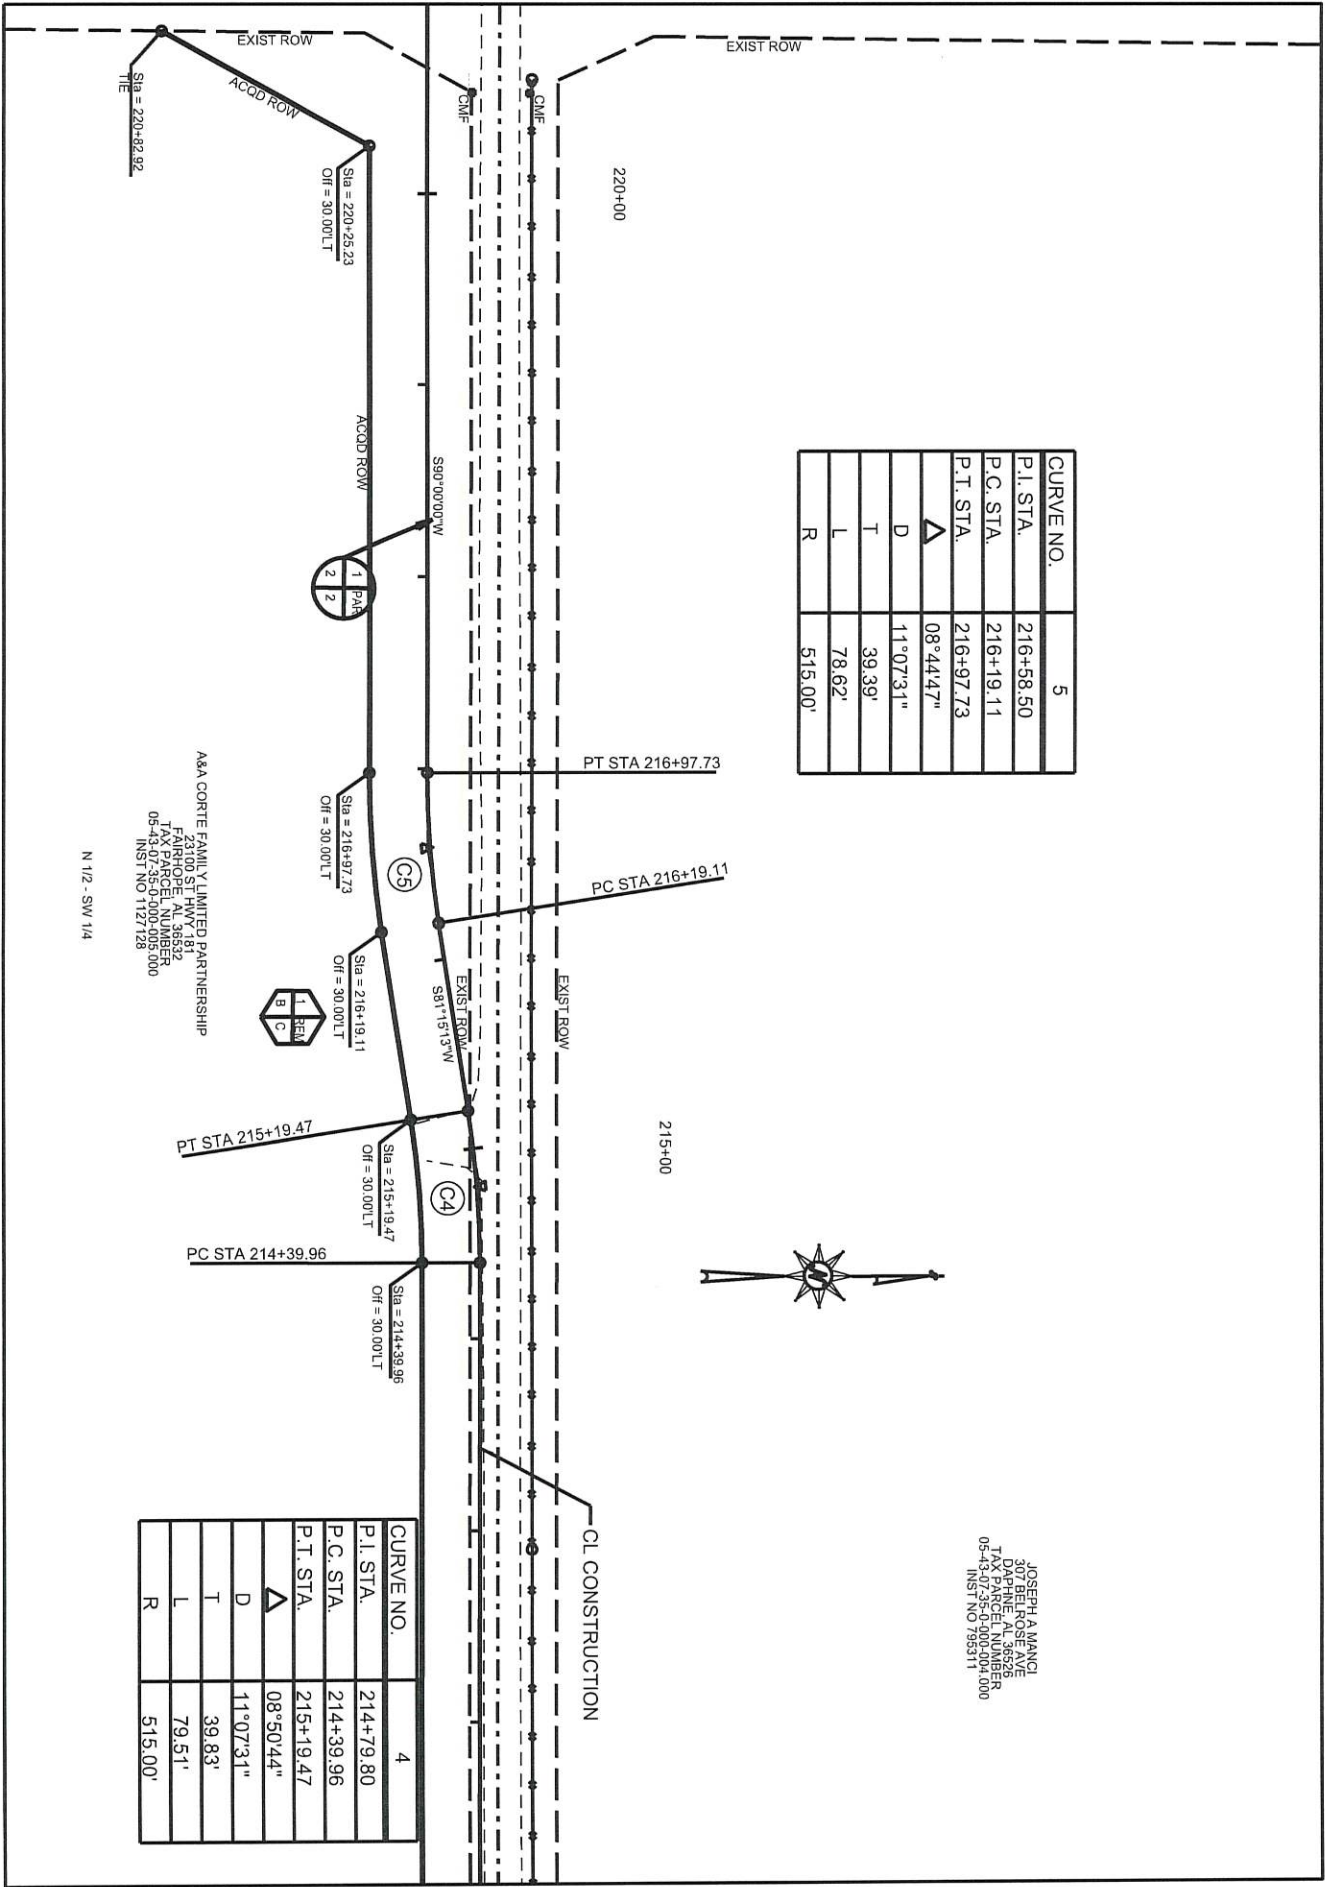 EXIST ROW
EXIST ROW
ACQD ROW
Sta = 220+82.92
TIE
CMF
CMF
Sta = 220+25.23
Off = 30.00'LT
220+00
CURVE NO. 5
P.I. STA. 216+58.50
P.C. STA. 216+19.11
P.T. STA. 216+97.73
△ 08°44'47"
D 11°07'31"
T 39.39'
L 78.62'
R 515.00'
ACQD ROW
S90°00'00"W
1 PAR
2 2
PT STA 216+97.73
Sta = 216+97.73
Off = 30.00'LT
C5
PC STA 216+19.11
Sta = 216+19.11
Off = 30.00'LT
A&A CORTE FAMILY LIMITED PARTNERSHIP
23100 ST HWY 181
FAIRHOPE, AL 36532
TAX PARCEL NUMBER
05-43-07-35-0-000-005.000
INST NO 1127128
N 1/2 - SW 1/4
1 REM
B C
EXIST ROW
EXIST ROW
S81°15'13"W
215+00
PT STA 215+19.47
Sta = 215+19.47
Off = 30.00'LT
C4
PC STA 214+39.96
Sta = 214+39.96
Off = 30.00'LT
N
CL CONSTRUCTION
JOSEPH A MANCI
307 BELROSE AVE
DAPHNE, AL 36526
TAX PARCEL NUMBER
05-43-07-35-0-000-004.000
INST NO 795311
CURVE NO. 4
P.I. STA. 214+79.80
P.C. STA. 214+39.96
P.T. STA. 215+19.47
△ 08°50'44"
D 11°07'31"
T 39.83'
L 79.51'
R 515.00'